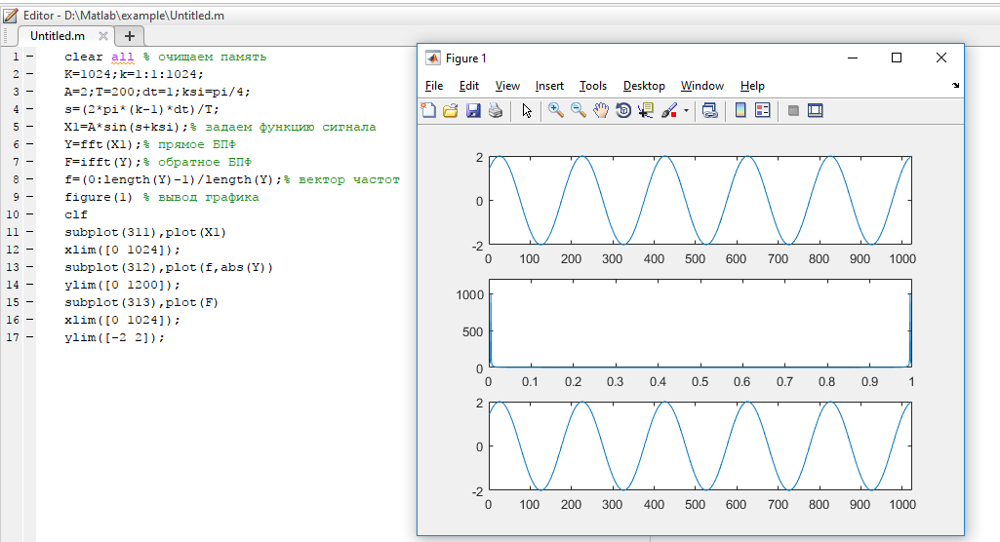 Editor - D:\Matlab\example\Untitled.m
Untitled.m
1 - clear all % очищаем память
2 - K=1024;k=1:1:1024;
3 - A=2;T=200;dt=1;ksi=pi/4;
4 - s=(2*pi*(k-1)*dt)/T;
5 - X1=A*sin(s+ksi);% задаем функцию сигнала
6 - Y=fft(X1);% прямое БПФ
7 - F=ifft(Y);% обратное БПФ
8 - f=(0:length(Y)-1)/length(Y);% вектор частот
9 - figure(1) % вывод графика
10 - clf
11 - subplot(311),plot(X1)
12 - xlim([0 1024]);
13 - subplot(312),plot(f,abs(Y))
14 - ylim([0 1200]);
15 - subplot(313),plot(F)
16 - xlim([0 1024]);
17 - ylim([-2 2]);
Figure 1
File Edit View Insert Tools Desktop Window Help
2
0
-2
0 100 200 300 400 500 600 700 800 900 1000
1000
500
0
0 0.1 0.2 0.3 0.4 0.5 0.6 0.7 0.8 0.9 1
2
0
-2
0 100 200 300 400 500 600 700 800 900 1000